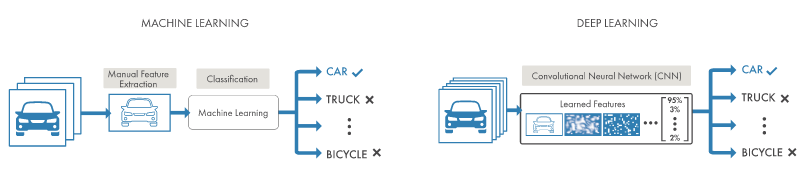 MACHINE LEARNING
Manual Feature
Extraction
Classification
Machine Learning
CAR
TRUCK
BICYCLE
DEEP LEARNING
Convolutional Neural Network (CNN)
Learned Features
95%
3%
2%
CAR
TRUCK
BICYCLE